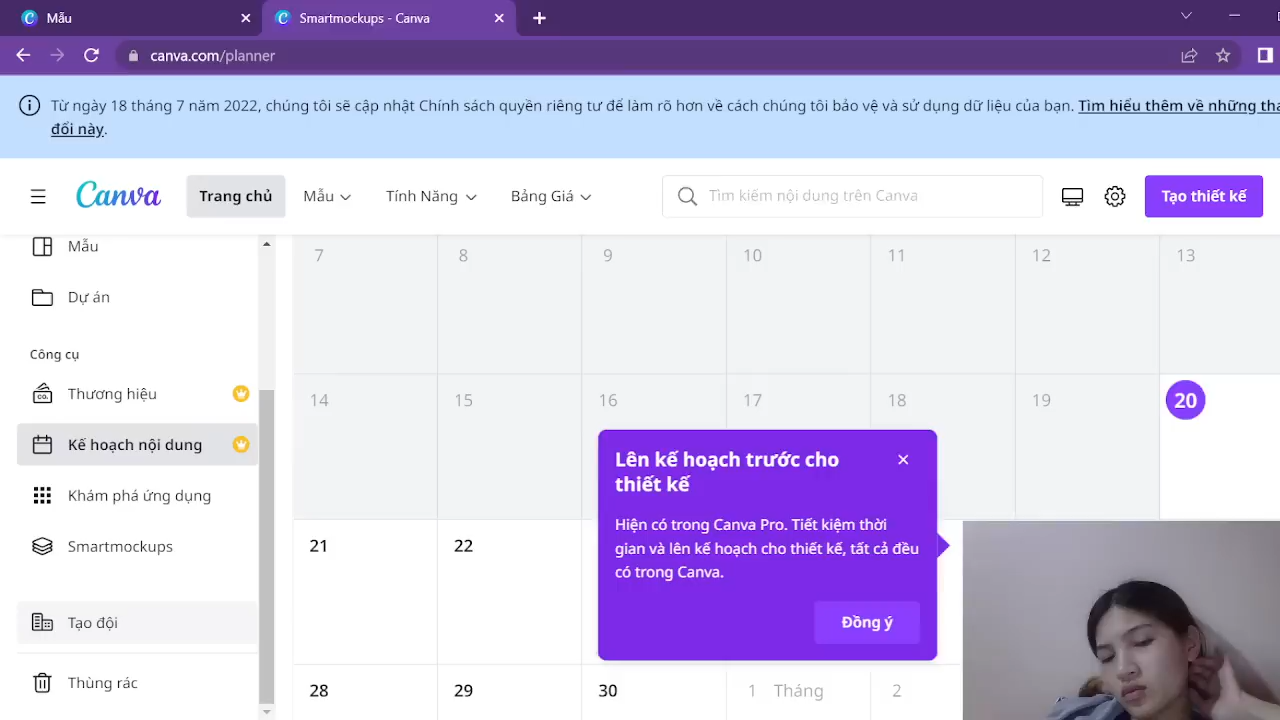 Mẫu
Smartmockups - Canva
canva.com/planner
Từ ngày 18 tháng 7 năm 2022, chúng tôi sẽ cập nhật Chính sách quyền riêng tư để làm rõ hơn về cách chúng tôi bảo vệ và sử dụng dữ liệu của bạn. Tìm hiểu thêm về những
đổi này.
Canva
Trang chủ
Mẫu
Tính Năng
Bảng Giá
Tìm kiếm nội dung trên Canva
Tạo thiết kế
Mẫu
Dự án
Công cụ
Thương hiệu
Kế hoạch nội dung
Khám phá ứng dụng
Smartmockups
Tạo đội
Thùng rác
7 8 9 10 11 12 13
14 15 16 17 18 19 20
21 22
28 29 30 1 Tháng 2
Lên kế hoạch trước cho
thiết kế
Hiện có trong Canva Pro. Tiết kiệm thời
gian và lên kế hoạch cho thiết kế, tất cả đều
có trong Canva.
Đồng ý